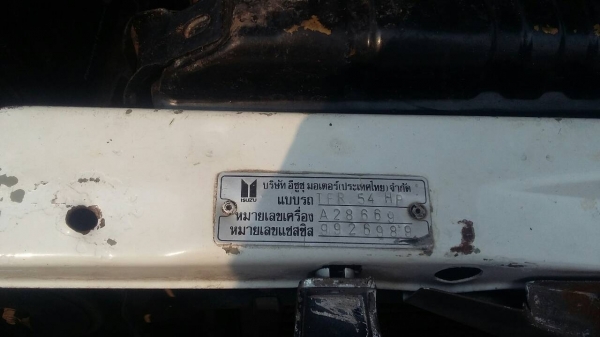 บริษัท อีซูซุ มอเตอร์(ประเทศไทย)จำกัด
ISUZU
แบบรถ TFR 54 HP
หมายเลขเครื่อง A28669
หมายเลขแชสซิส